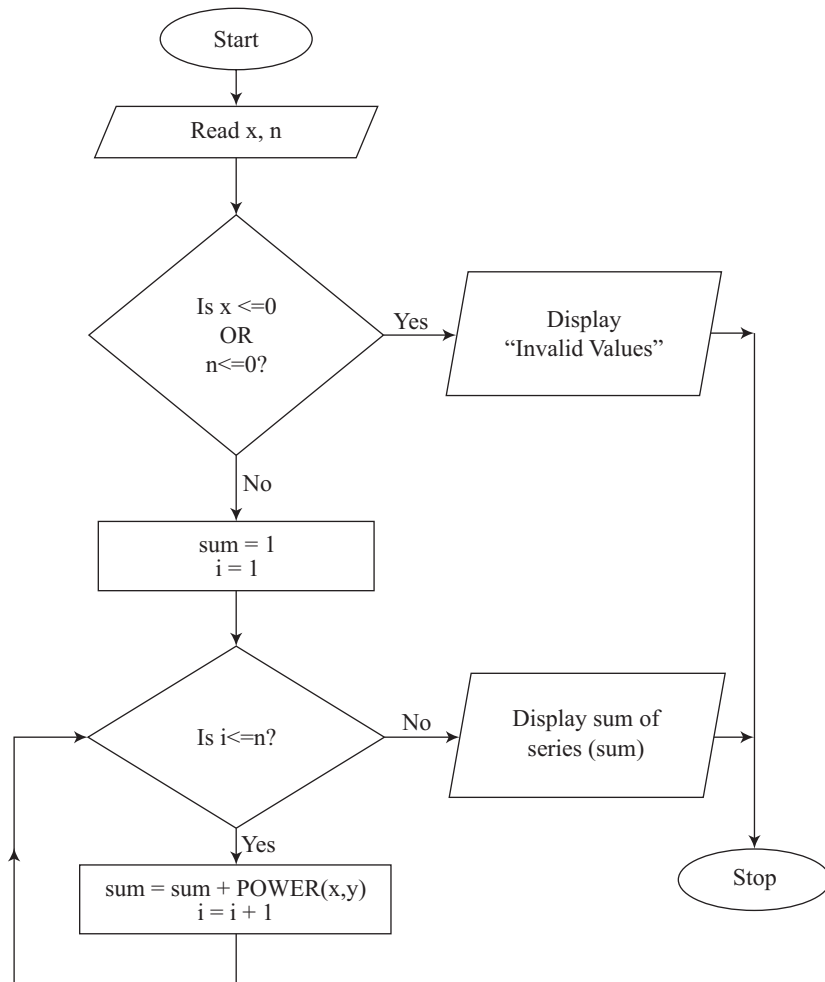 Start
Read x, n
Is x <=0
OR
n<=0?
Yes
Display
“Invalid Values”
No
sum = 1
i = 1
Is i<=n?
No
Display sum of
series (sum)
Yes
sum = sum + POWER(x,y)
i = i + 1
Stop